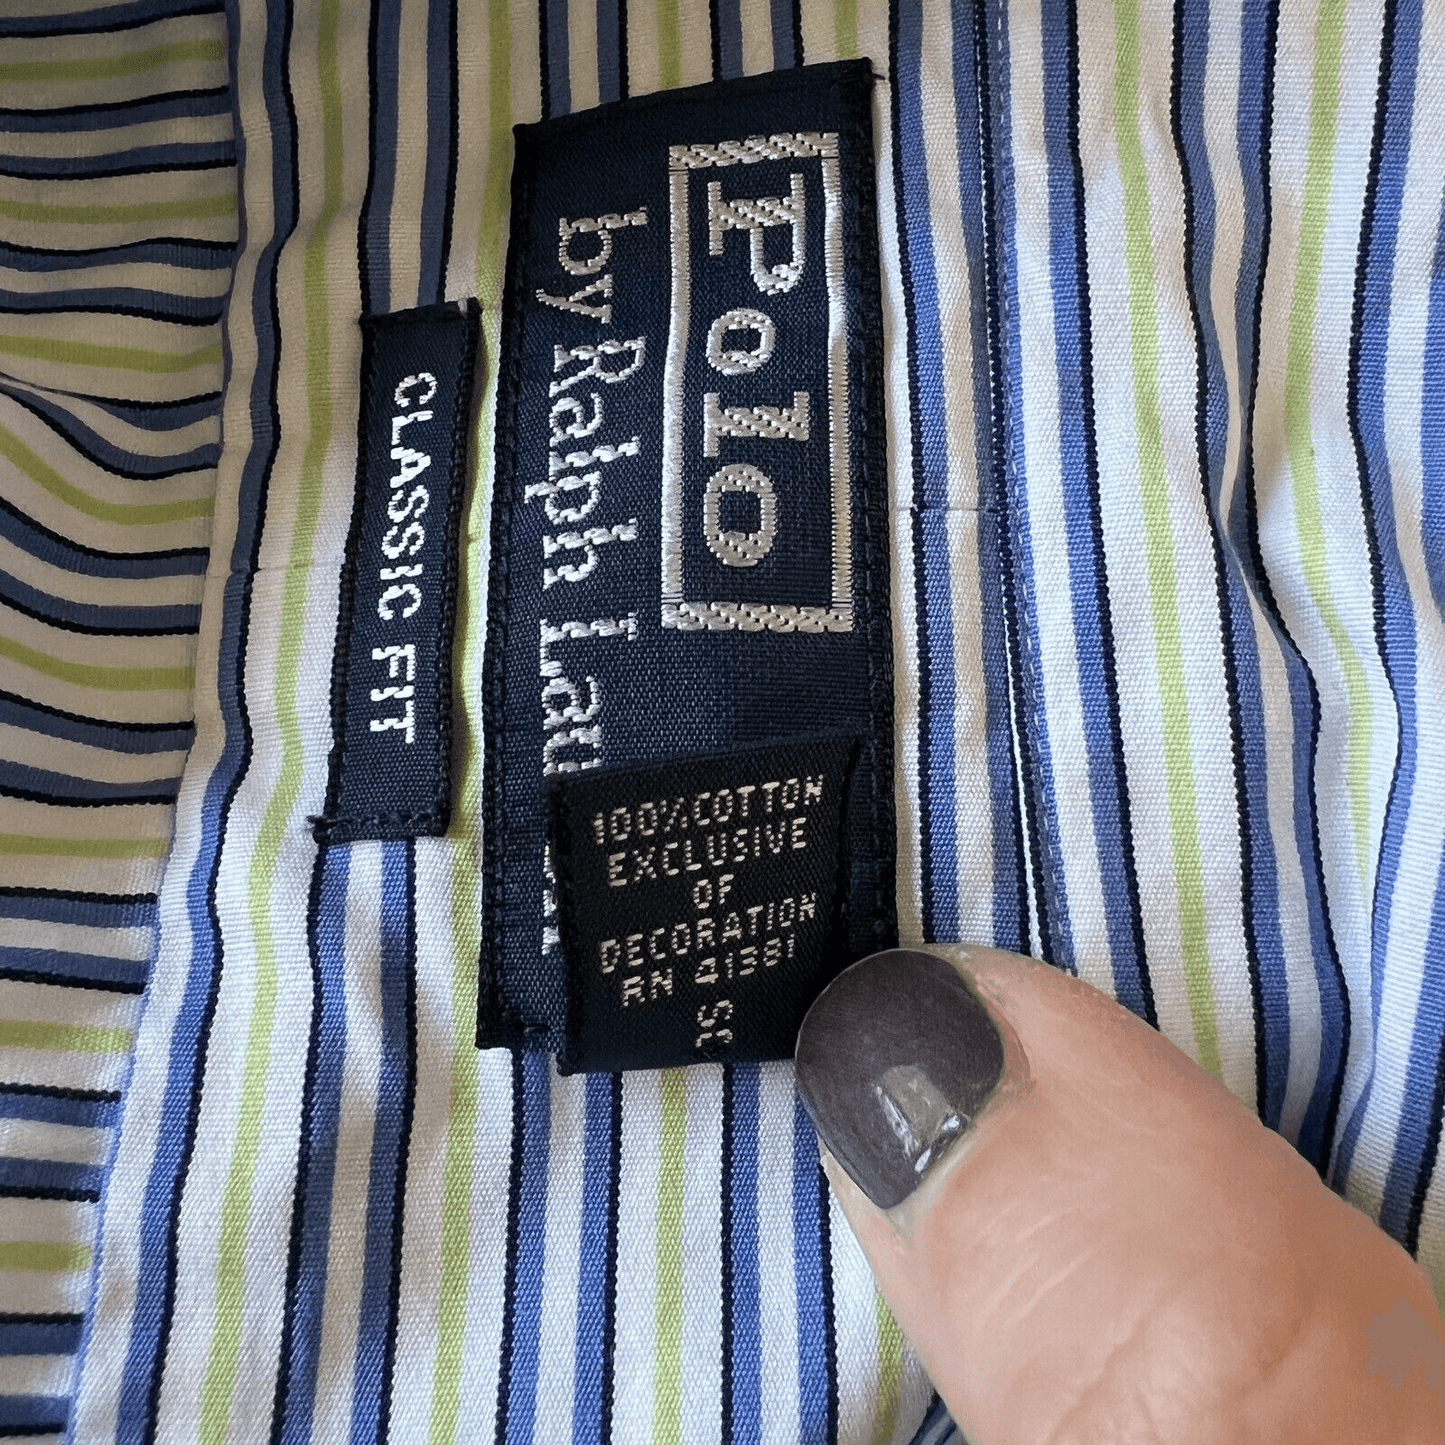 Polo
by Ralph Lau
CLASSIC FIT
100% COTTON
EXCLUSIVE
OF
DECORATION
RN 41381